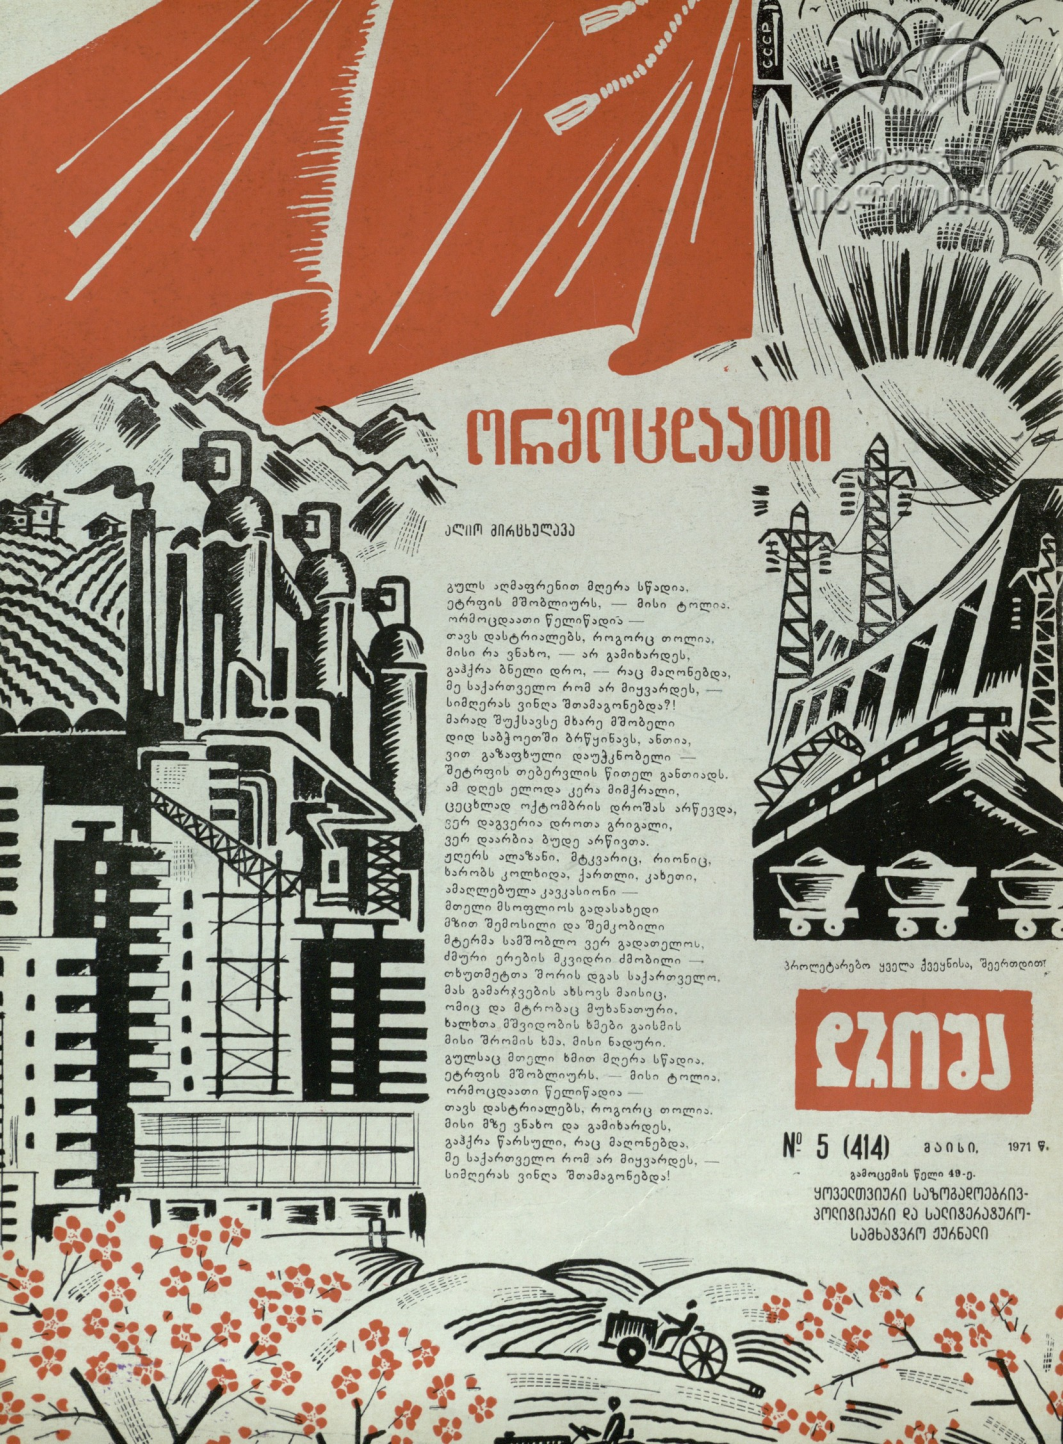 СССР
ორმოცდაათი
ალიო მირცხულავა
გულს აღმაფრენით მღერა სწადია,
ეტრფის მშობლიურს, — მისი ტოლია,
ორმოცდაათი წელიწადია —
თავს დასტრიალებს, როგორც თოლია,
მისი რა ვნახო, — არ გამიხარდეს,
გაჰქრა ბნელი დრო, — რაც მაღონებდა,
მე საქართველო რომ არ მიყვარდეს, —
სიმღერას ვინღა შთამაგონებდა?!
მარად შუქსავსე მხარე მშობელი
დიდ საბჭოეთში ბრწყინავს, ანთია,
ვით გაზაფხული დაუჭკნობელი —
შეტრფის თებერვლის წითელ განთიადს.
ამ დღეს ელოდა კერა მიმქრალი,
ცეცხლად ოქტომბრის დროშას არწევდა,
ვერ დაგვერია დროთა გრიგალი,
ვერ დაარბია ბუდე არწივთა.
ჟღერს ალაზანი, მტკვარიც, რიონიც,
ხარობს კოლხიდა, ქართლი, კახეთი,
ამაღლებულა კავკასიონი —
მთელი მსოფლიოს გადასახედი
მზით შემოსილი და შემკობილი
მტერმა სამშობლო ვერ გადათელოს,
ძმური ერების მკვიდრი ძმობილი —
თხუთმეტთა შორის დგას საქართველო,
მას გამარჯვების ახსოვს მაისიც,
ომიც და მტრობაც მუხანათური,
ხალხთა მშვიდობის ხმები გაისმის
მისი შრომის ხმა, მისი ნადური.
გულსაც მთელი ხმით მღერა სწადია,
ეტრფის მშობლიურს, — მისი ტოლია,
ორმოცდაათი წელიწადია —
თავს დასტრიალებს, როგორც თოლია.
მისი მზე ვნახო და გამიხარდეს,
გაჰქრა წარსული, რაც მაღონებდა,
მე საქართველო რომ არ მიყვარდეს, —
სიმღერას ვინღა შთამაგონებდა!
პროლეტარებო ყველა ქვეყნისა, შეერთდით!
დროშა
№ 5 (414) მაისი, 1971 წ.
გამოცემის წელი 49-ე.
ყოველთვიური საზოგადოებრივ-
პოლიტიკური და სალიტერატურო-
სამხატვრო ჟურნალი